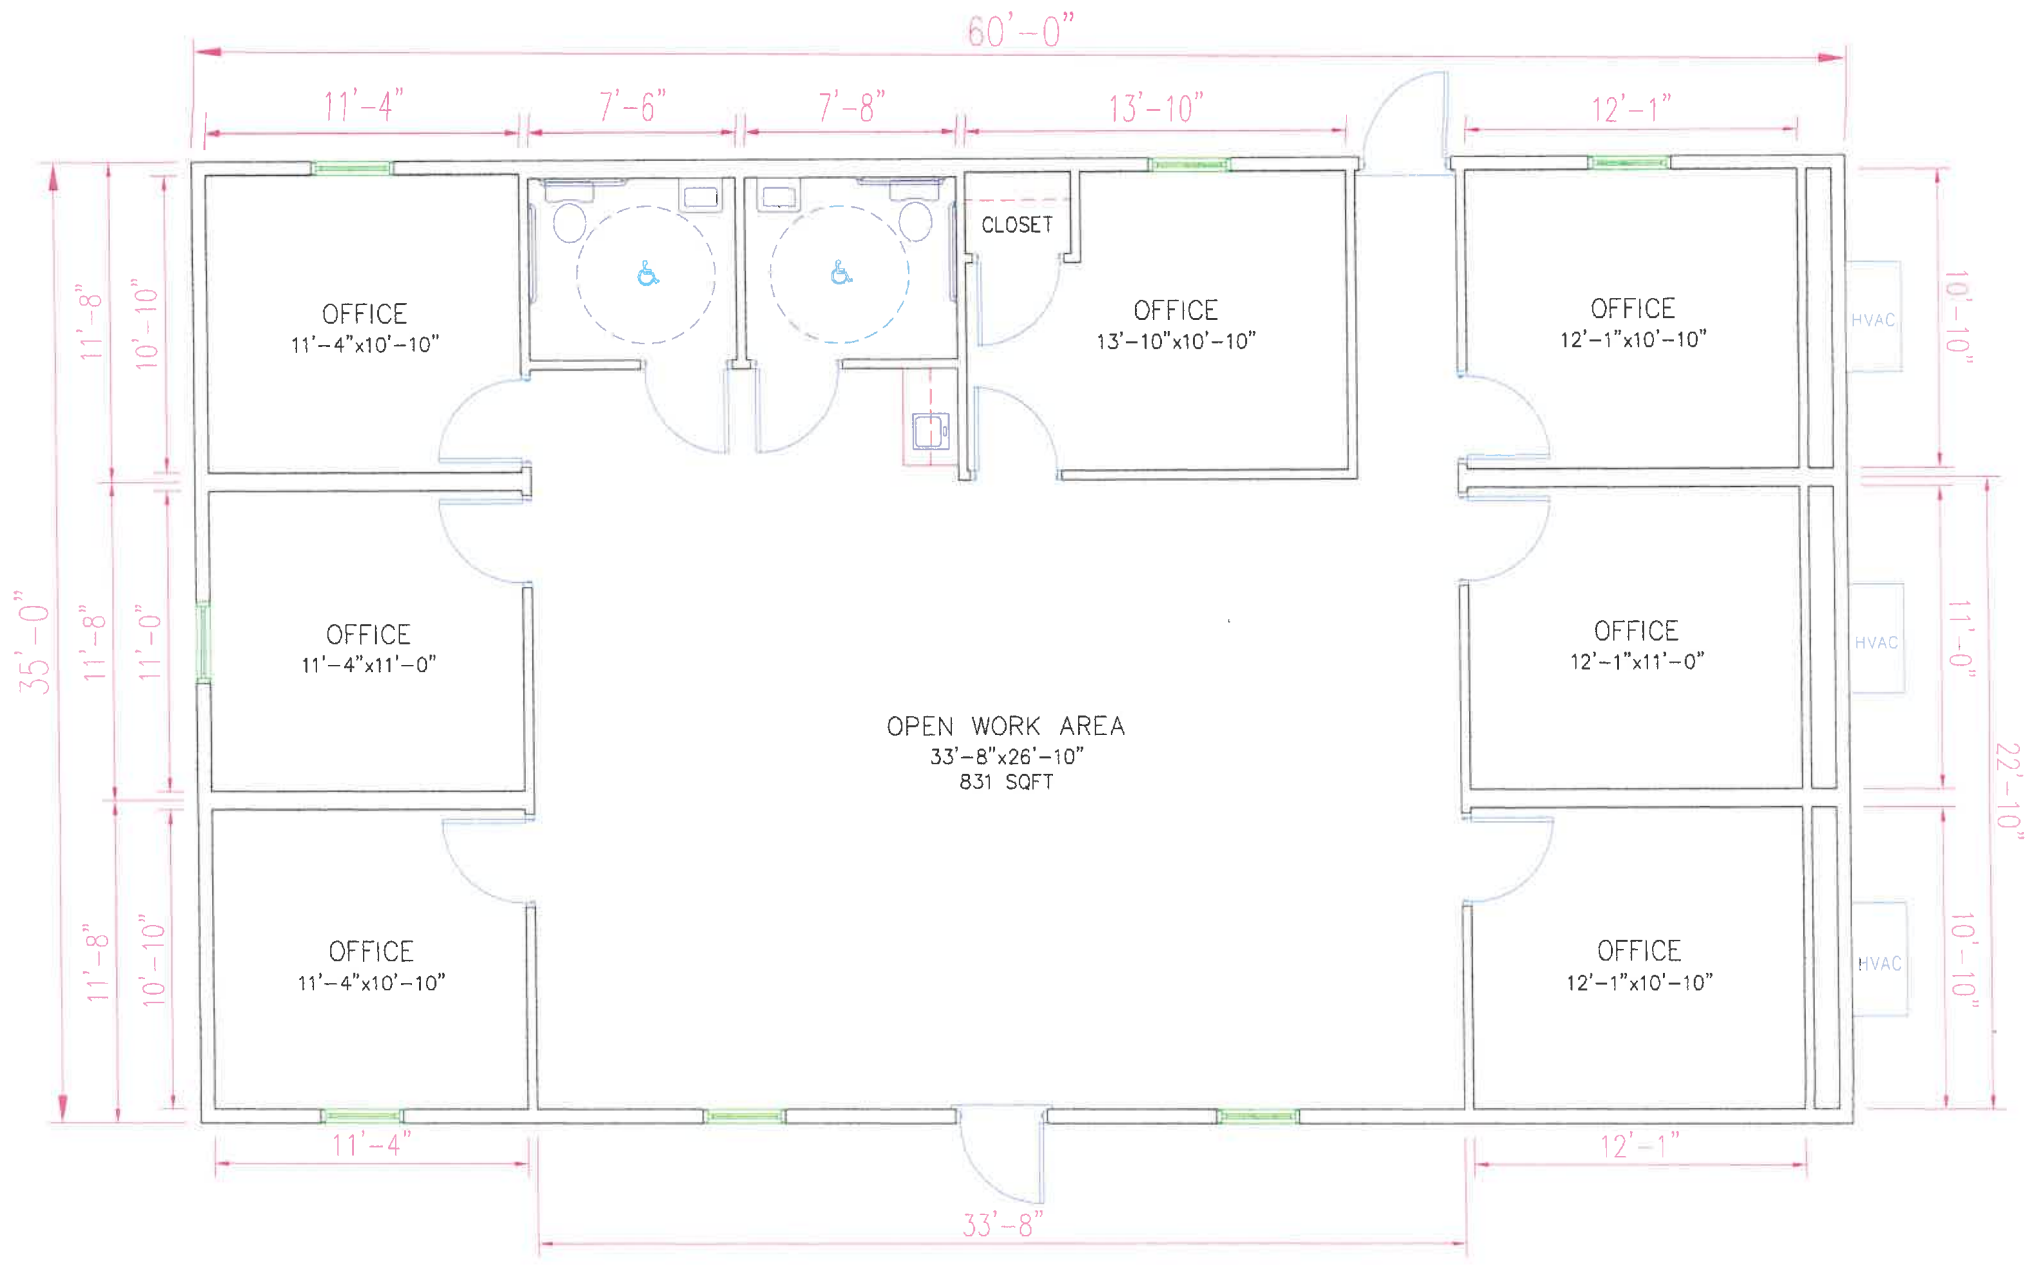 60'-0"
11'-4"
7'-6"
7'-8"
13'-10"
12'-1"
CLOSET
OFFICE
11'-4"x10'-10"
OFFICE
13'-10"x10'-10"
OFFICE
12'-1"x10'-10"
HVAC
10'-10"
11'-8"
10'-10"
35'-0"
11'-8"
11'-0"
OFFICE
11'-4"x11'-0"
OFFICE
12'-1"x11'-0"
HVAC
11'-0"
OPEN WORK AREA
33'-8"x26'-10"
831 SQFT
22'-10"
11'-8"
10'-10"
OFFICE
11'-4"x10'-10"
OFFICE
12'-1"x10'-10"
HVAC
10'-10"
11'-4"
12'-1"
33'-8"